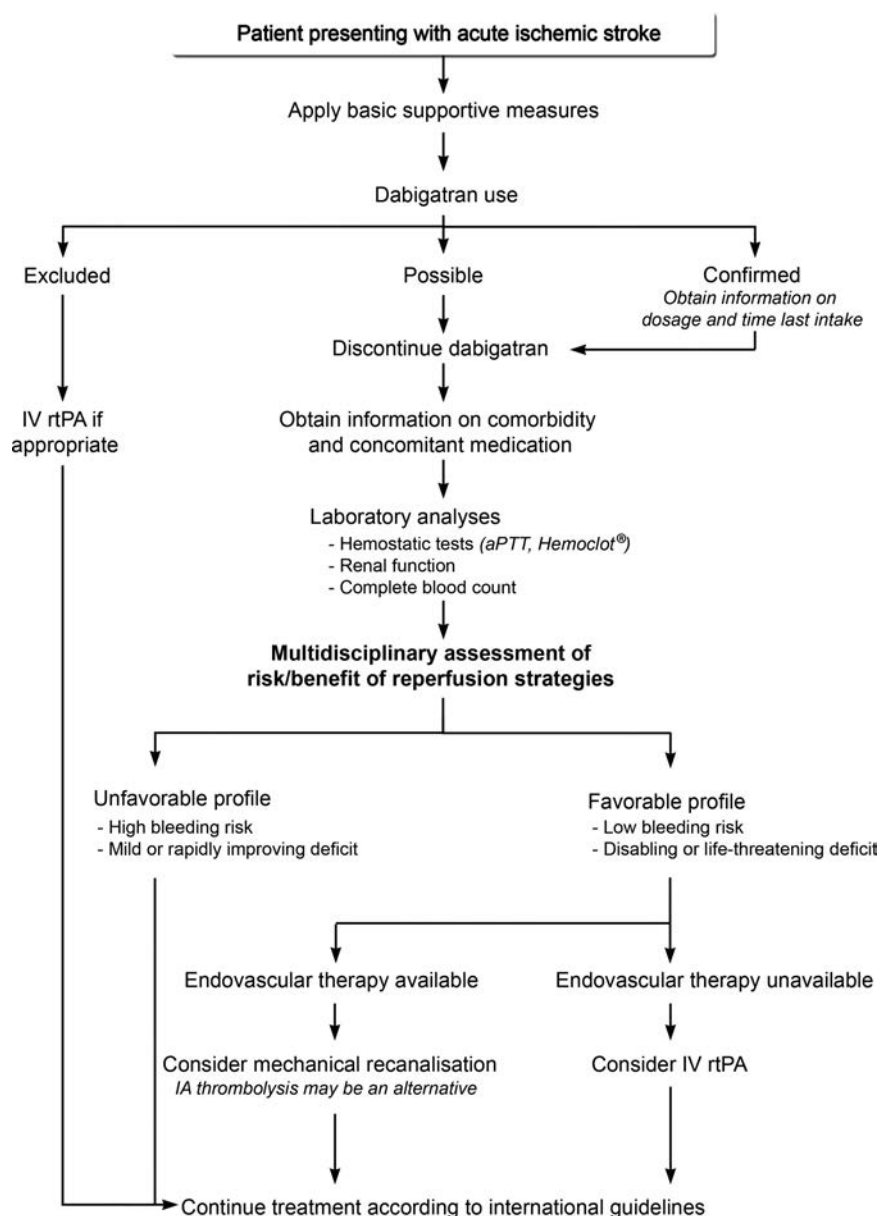 Patient presenting with acute ischemic stroke
Apply basic supportive measures
Dabigatran use
Excluded
Possible
Confirmed
Obtain information on
dosage and time last intake
Discontinue dabigatran
IV rtPA if
appropriate
Obtain information on comorbidity
and concomitant medication
Laboratory analyses
- Hemostatic tests (aPTT, Hemoclot®)
- Renal function
- Complete blood count
Multidisciplinary assessment of
risk/benefit of reperfusion strategies
Unfavorable profile
- High bleeding risk
- Mild or rapidly improving deficit
Favorable profile
- Low bleeding risk
- Disabling or life-threatening deficit
Endovascular therapy available
Endovascular therapy unavailable
Consider mechanical recanalisation
IA thrombolysis may be an alternative
Consider IV rtPA
Continue treatment according to international guidelines